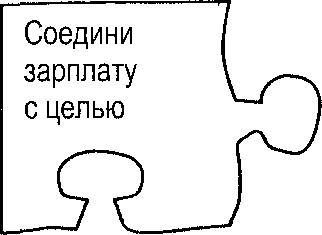 Соедини
зарплату
с целью